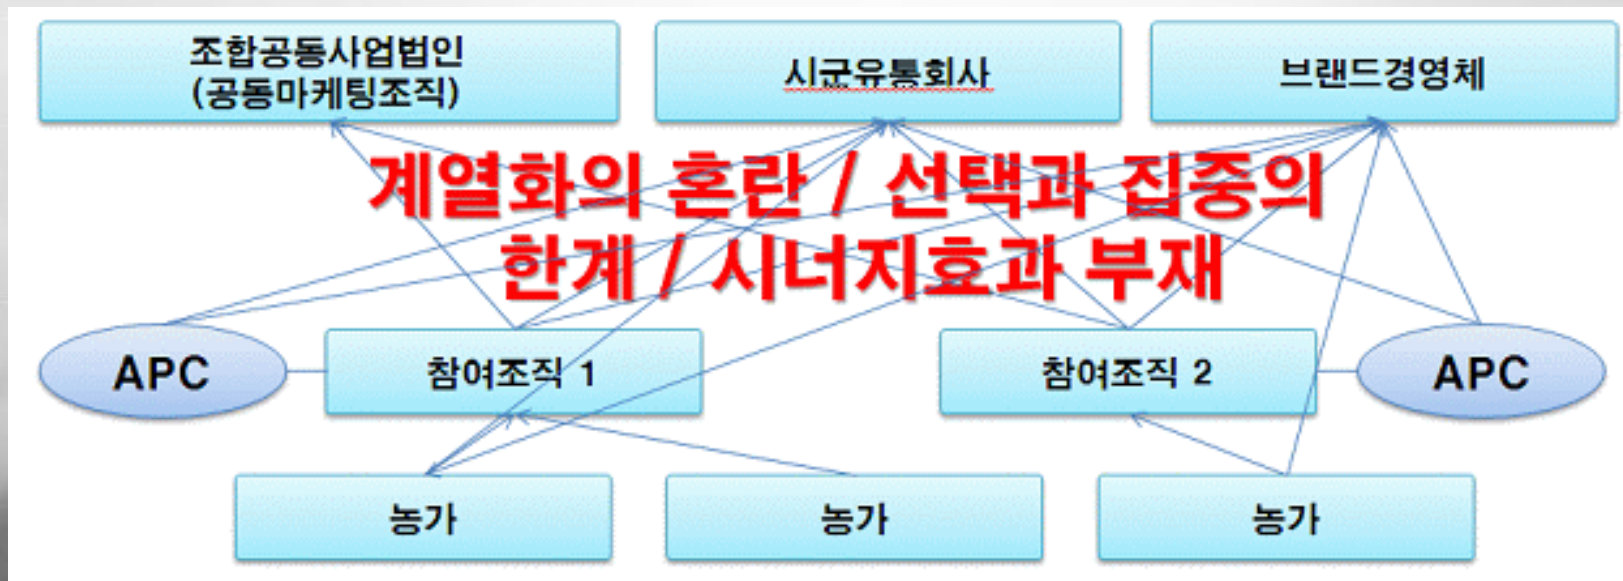 조합공동사업법인
(공동마케팅조직)
시군유통회사
브랜드경영체
계열화의 혼란 / 선택과 집중의
한계 / 시너지효과 부재
APC
참여조직 1
참여조직 2
APC
농가
농가
농가